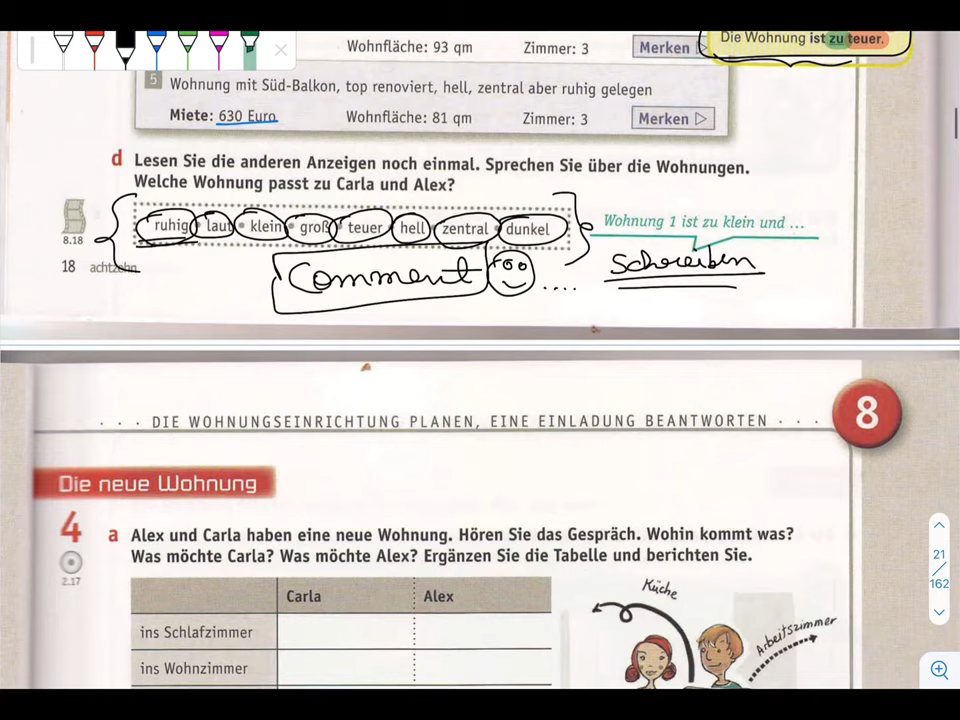 Die Wohnung ist zu teuer.
Wohnfläche: 93 qm Zimmer: 3 Merken
5 Wohnung mit Süd-Balkon, top renoviert, hell, zentral aber ruhig gelegen
Miete: 630 Euro Wohnfläche: 81 qm Zimmer: 3 Merken
d Lesen Sie die anderen Anzeigen noch einmal. Sprechen Sie über die Wohnungen.
Welche Wohnung passt zu Carla und Alex?
8.18
ruhig • laut • klein • groß • teuer • hell • zentral • dunkel
Wohnung 1 ist zu klein und ...
18 achtzehn
Comment ....
schreiben
· · · DIE WOHNUNGSEINRICHTUNG PLANEN, EINE EINLADUNG BEANTWORTEN · · ·
8
Die neue Wohnung
4 a Alex und Carla haben eine neue Wohnung. Hören Sie das Gespräch. Wohin kommt was?
Was möchte Carla? Was möchte Alex? Ergänzen Sie die Tabelle und berichten Sie.
2.17
Carla Alex
ins Schlafzimmer
ins Wohnzimmer
Küche
Arbeitszimmer
21
/
162